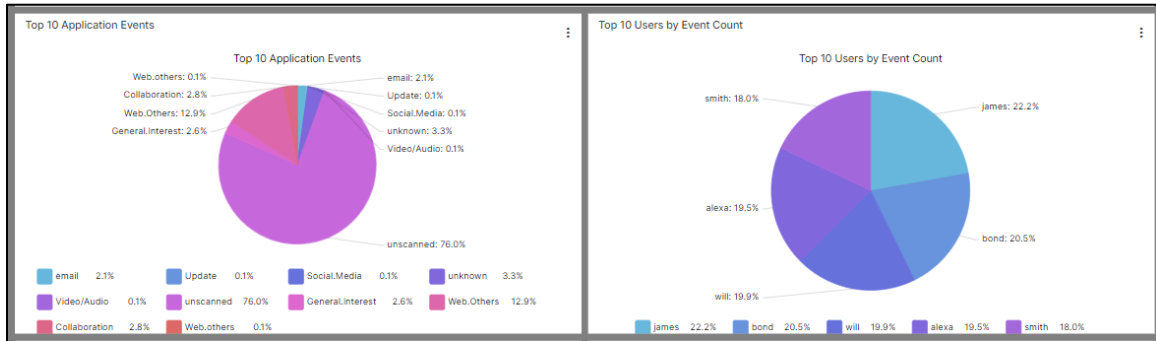 Top 10 Application Events
Top 10 Application Events
Web.others: 0.1%
email: 2.1%
Collaboration: 2.8%
Update: 0.1%
Web.Others: 12.9%
Social.Media: 0.1%
General.Interest: 2.6%
unknown: 3.3%
Video/Audio: 0.1%
unscanned: 76.0%
email 2.1% Update 0.1% Social.Media 0.1% unknown 3.3%
Video/Audio 0.1% unscanned 76.0% General.Interest 2.6% Web.Others 12.9%
Collaboration 2.8% Web.others 0.1%
Top 10 Users by Event Count
Top 10 Users by Event Count
smith: 18.0%
james: 22.2%
alexa: 19.5%
bond: 20.5%
will: 19.9%
james 22.2% bond 20.5% will 19.9% alexa 19.5% smith 18.0%